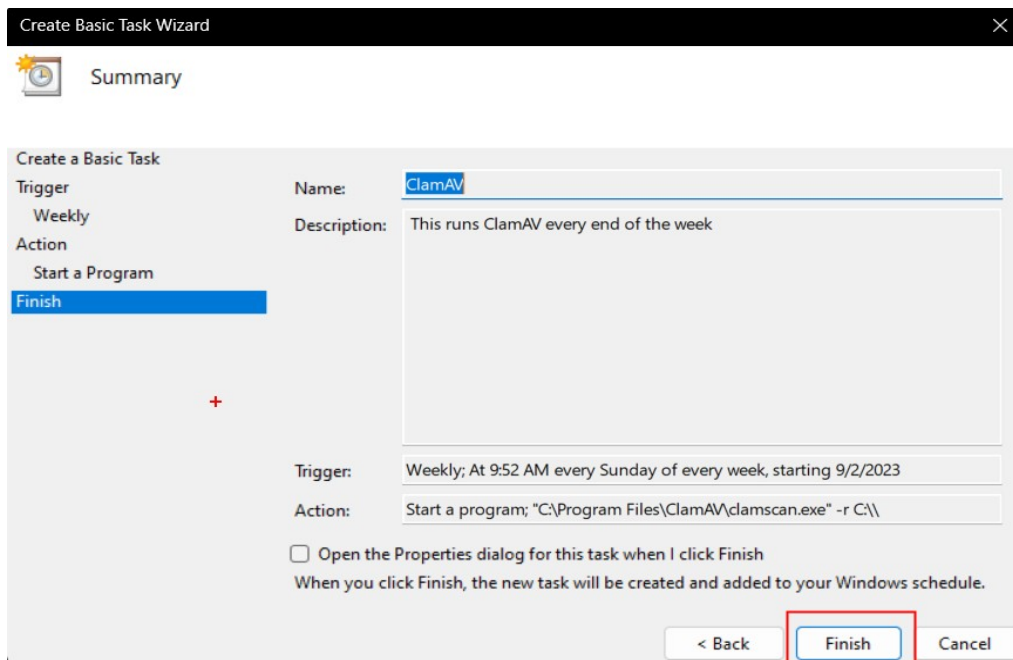 Create Basic Task Wizard
Summary
Create a Basic Task
Trigger
Weekly
Action
Start a Program
Finish
Name: ClamAV
Description: This runs ClamAV every end of the week
Trigger: Weekly; At 9:52 AM every Sunday of every week, starting 9/2/2023
Action: Start a program; "C:\Program Files\ClamAV\clamscan.exe" -r C:\\
Open the Properties dialog for this task when I click Finish
When you click Finish, the new task will be created and added to your Windows schedule.
< Back Finish Cancel